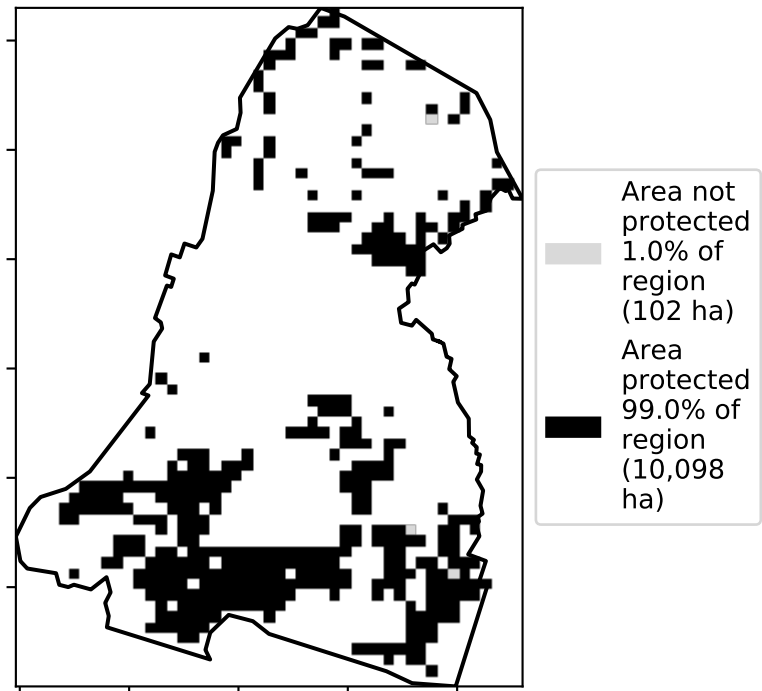 Area not
protected
1.0% of
region
(102 ha)
Area
protected
99.0% of
region
(10,098
ha)